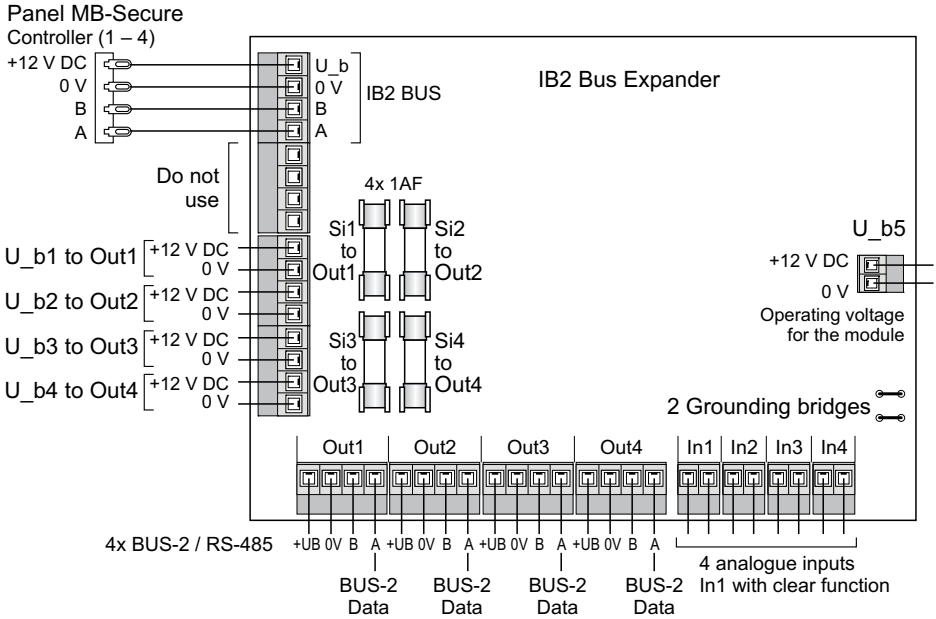 Panel MB-Secure
Controller (1 – 4)
+12 V DC
0 V
B
A
U_b
0 V
B
A
IB2 BUS
IB2 Bus Expander
Do not
use
4x 1AF
Si1
to
Out1
Si2
to
Out2
Si3
to
Out3
Si4
to
Out4
U_b1 to Out1
+12 V DC
0 V
U_b2 to Out2
+12 V DC
0 V
U_b3 to Out3
+12 V DC
0 V
U_b4 to Out4
+12 V DC
0 V
U_b5
+12 V DC
0 V
Operating voltage
for the module
2 Grounding bridges
Out1 Out2 Out3 Out4 In1 In2 In3 In4
4x BUS-2 / RS-485
+UB 0V B A +UB 0V B A +UB 0V B A +UB 0V B A
BUS-2
Data
BUS-2
Data
BUS-2
Data
BUS-2
Data
4 analogue inputs
In1 with clear function